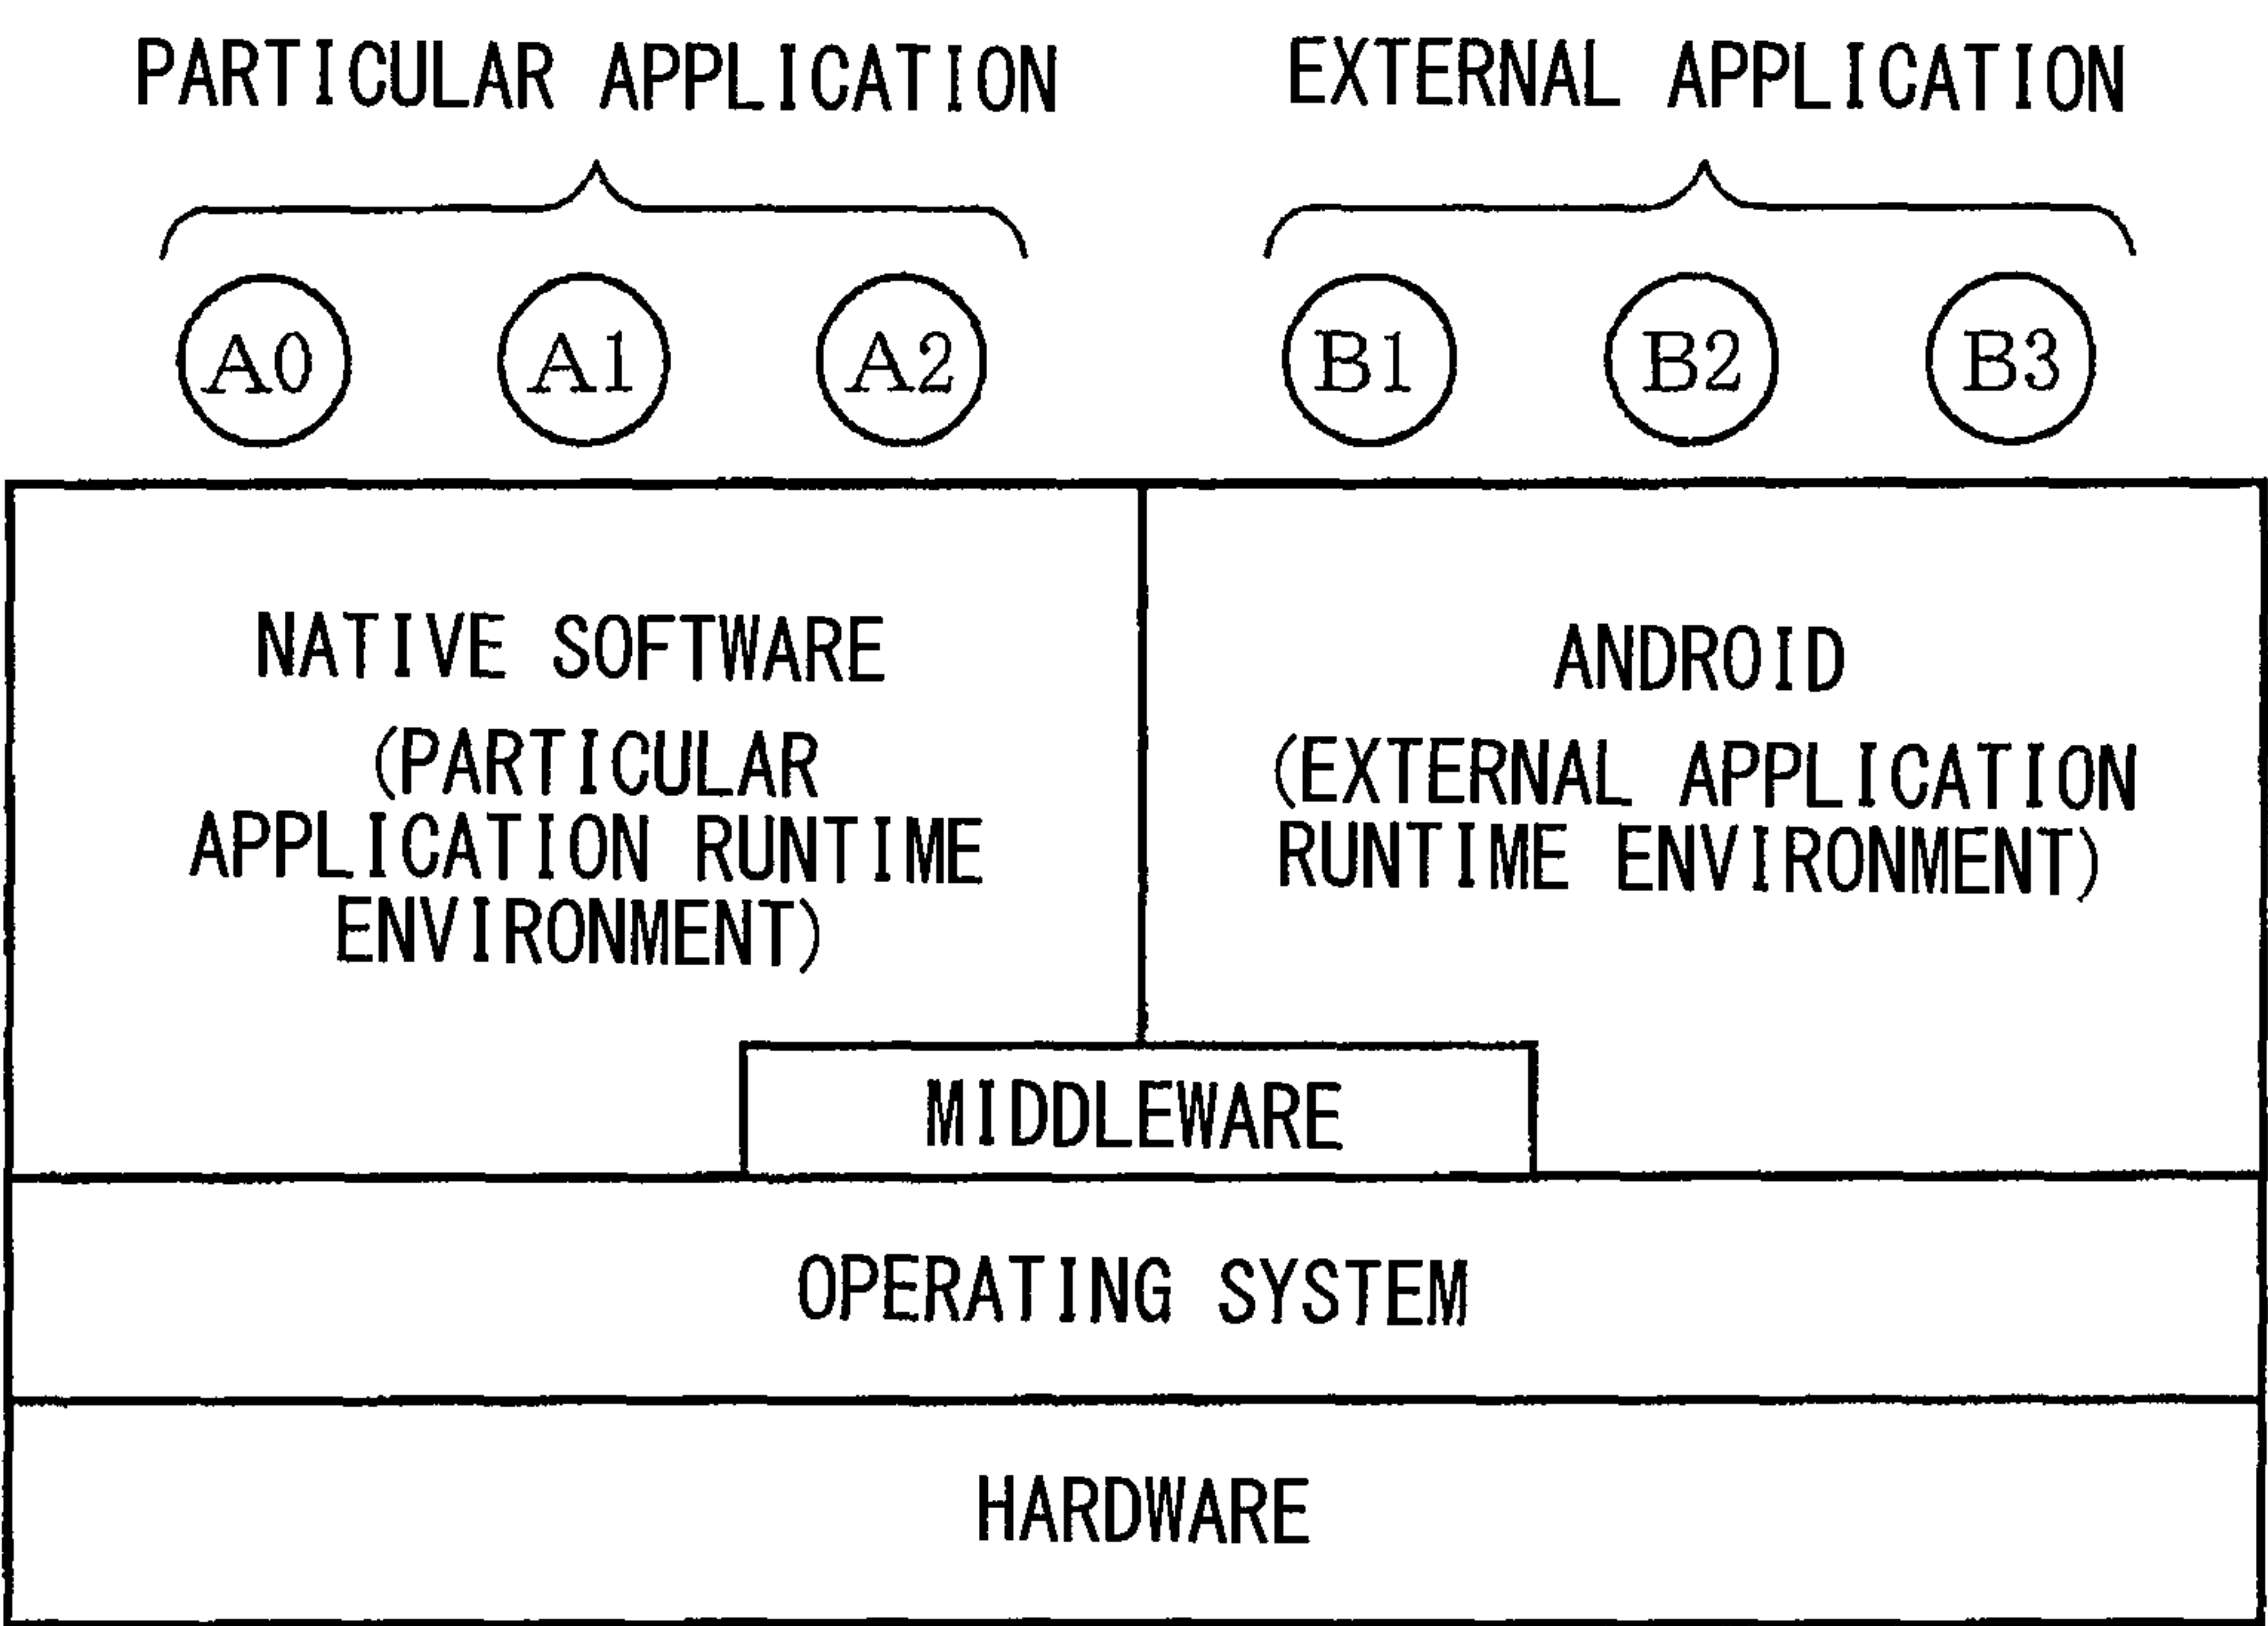 PARTICULAR APPLICATION
EXTERNAL APPLICATION
A0
A1
A2
B1
B2
B3
NATIVE SOFTWARE
(PARTICULAR
APPLICATION RUNTIME
ENVIRONMENT)
ANDROID
(EXTERNAL APPLICATION
RUNTIME ENVIRONMENT)
MIDDLEWARE
OPERATING SYSTEM
HARDWARE